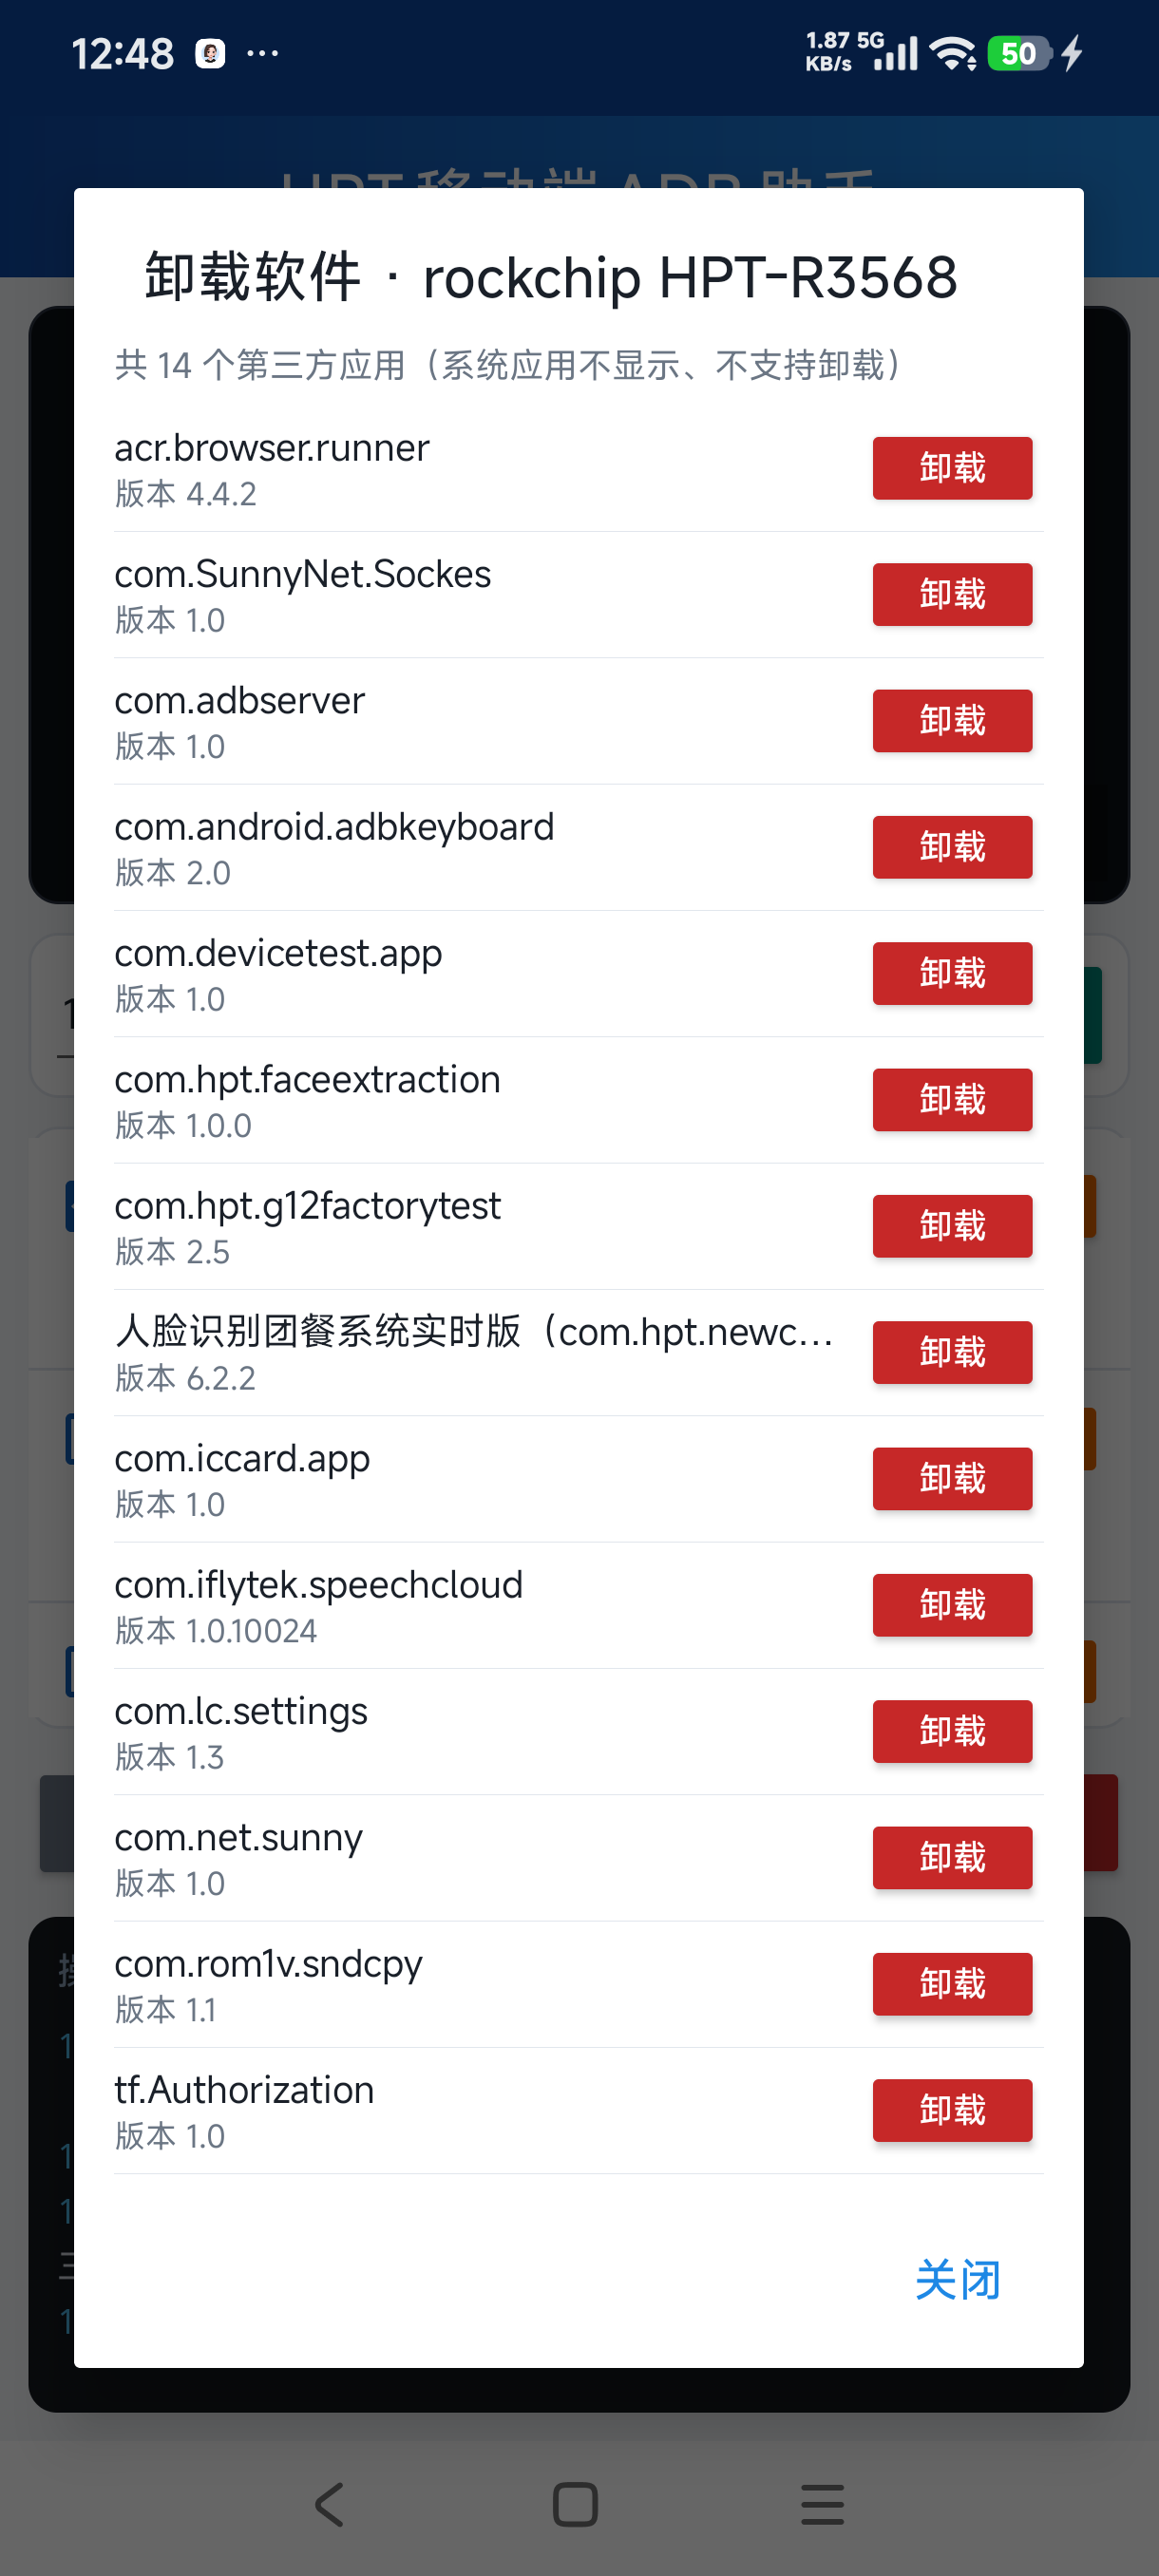 12:48
1.87 5G
KB/s
50
HPT 移动端 ADB 助手
卸载软件 · rockchip HPT-R3568
共 14 个第三方应用（系统应用不显示、不支持卸载）
acr.browser.runner
版本 4.4.2
卸载
com.SunnyNet.Sockes
版本 1.0
卸载
com.adbserver
版本 1.0
卸载
com.android.adbkeyboard
版本 2.0
卸载
com.devicetest.app
版本 1.0
卸载
com.hpt.faceextraction
版本 1.0.0
卸载
com.hpt.g12factorytest
版本 2.5
卸载
人脸识别团餐系统实时版（com.hpt.newc...
版本 6.2.2
卸载
com.iccard.app
版本 1.0
卸载
com.iflytek.speechcloud
版本 1.0.10024
卸载
com.lc.settings
版本 1.3
卸载
com.net.sunny
版本 1.0
卸载
com.rom1v.sndcpy
版本 1.1
卸载
tf.Authorization
版本 1.0
卸载
关闭